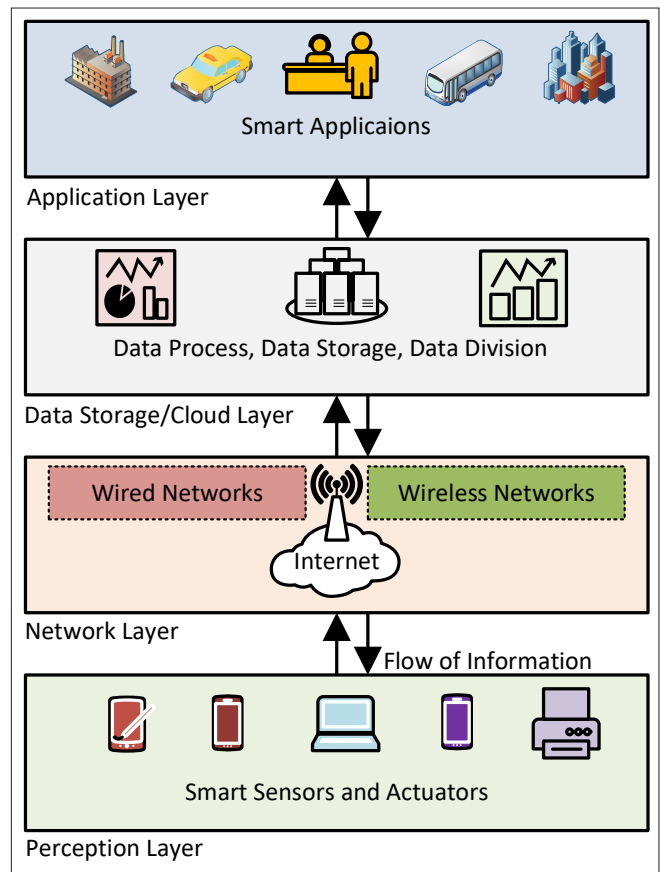 Smart Applicaions
Application Layer
Data Process, Data Storage, Data Division
Data Storage/Cloud Layer
Wired Networks
Wireless Networks
Internet
Network Layer
Flow of Information
Smart Sensors and Actuators
Perception Layer